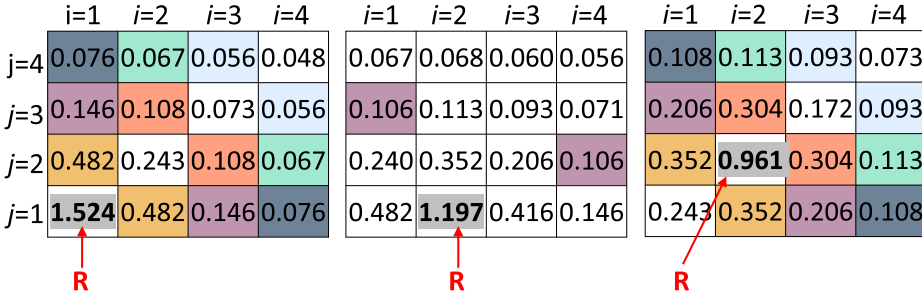 i=1 i=2 i=3 i=4 i=1 i=2 i=3 i=4 i=1 i=2 i=3 i=4
j=4 0.076 0.067 0.056 0.048 0.067 0.068 0.060 0.056 0.108 0.113 0.093 0.073
j=3 0.146 0.108 0.073 0.056 0.106 0.113 0.093 0.071 0.206 0.304 0.172 0.093
j=2 0.482 0.243 0.108 0.067 0.240 0.352 0.206 0.106 0.352 0.961 0.304 0.113
j=1 1.524 0.482 0.146 0.076 0.482 1.197 0.416 0.146 0.243 0.352 0.206 0.108
R R R